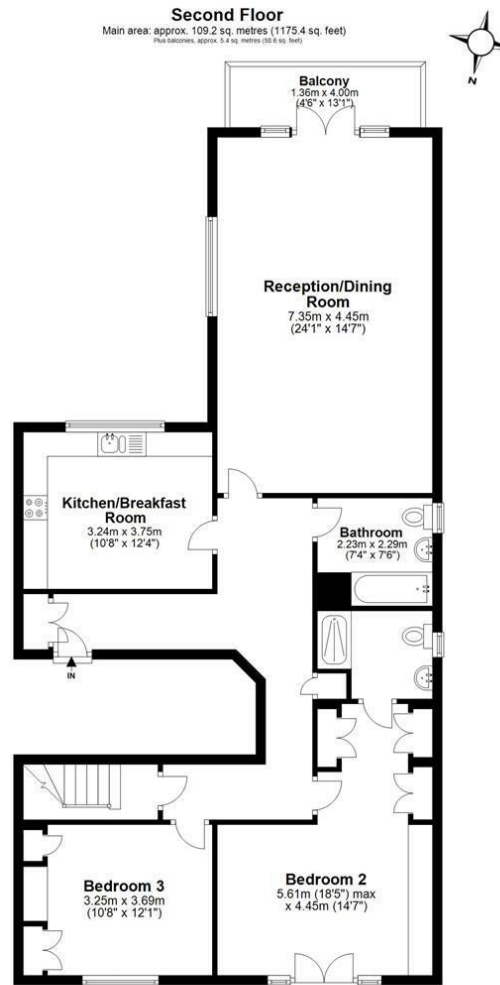 Second Floor
Main area: approx. 109.2 sq. metres (1175.4 sq. feet)
Plus balconies, approx. 5.4 sq. metres (58.6 sq. feet)
N
Balcony
1.36m x 4.00m
(4'6" x 13'1")
Reception/Dining
Room
7.35m x 4.45m
(24'1" x 14'7")
Kitchen/Breakfast
Room
3.24m x 3.75m
(10'8" x 12'4")
Bathroom
2.23m x 2.29m
(7'4" x 7'6")
IN
Bedroom 3
3.25m x 3.69m
(10'8" x 12'1")
Bedroom 2
5.61m (18'5") max
x 4.45m (14'7")